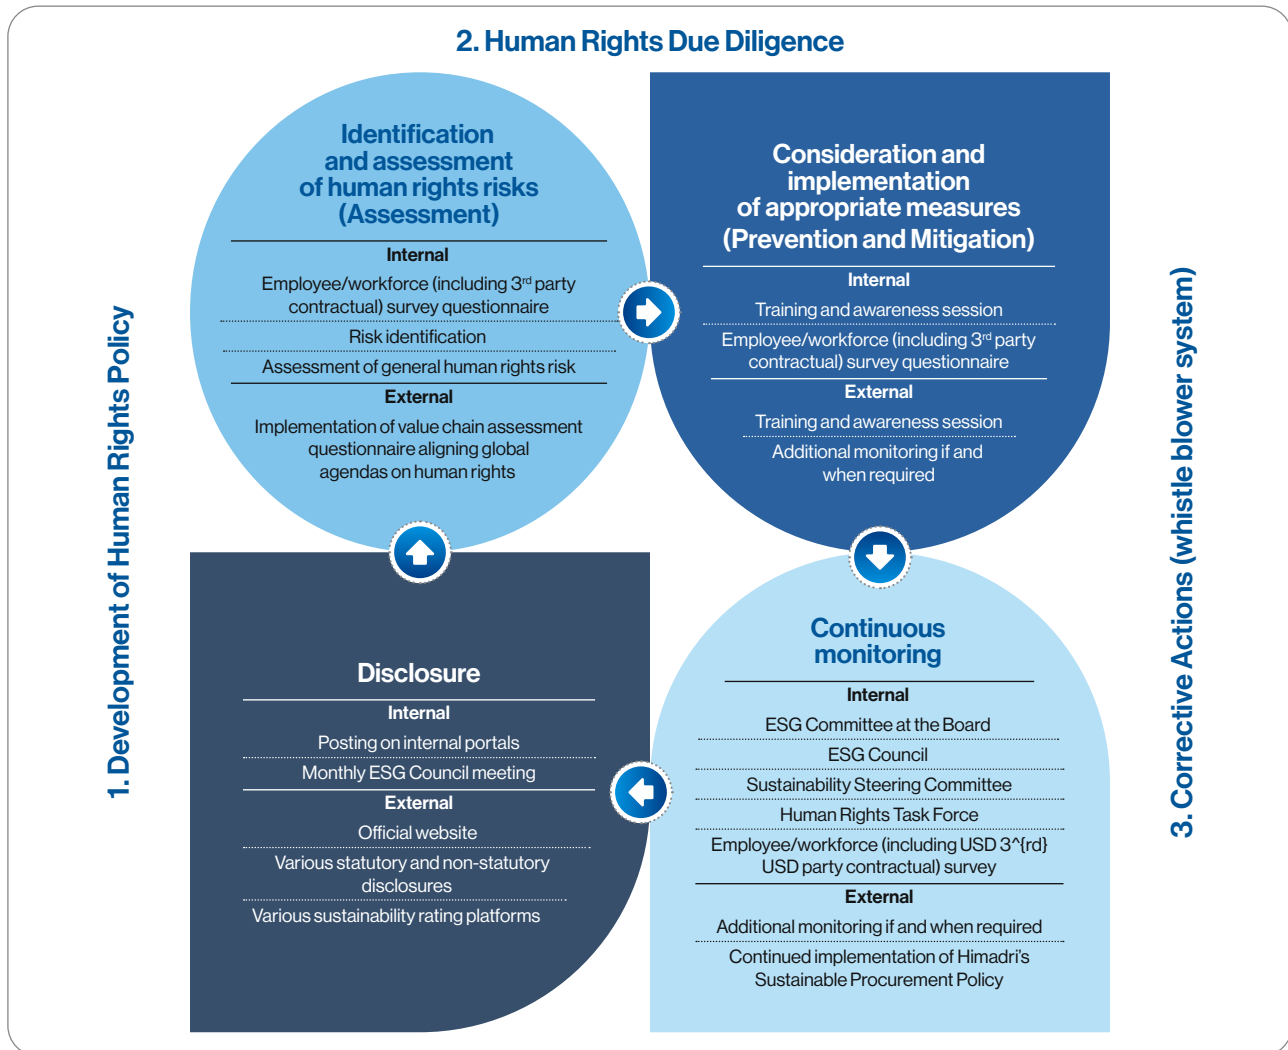 2. Human Rights Due Diligence
1. Development of Human Rights Policy
Identification
and assessment
of human rights risks
(Assessment)
Internal
Employee/workforce (including 3rd party
contractual) survey questionnaire
Risk identification
Assessment of general human rights risk
External
Implementation of value chain assessment
questionnaire aligning global
agendas on human rights
Consideration and
implementation
of appropriate measures
(Prevention and Mitigation)
Internal
Training and awareness session
Employee/workforce (including 3rd party
contractual) survey questionnaire
External
Training and awareness session
Additional monitoring if and
when required
Continuous
monitoring
Internal
ESG Committee at the Board
ESG Council
Sustainability Steering Committee
Human Rights Task Force
Employee/workforce (including USD 3^{rd}
USD party contractual) survey
External
Additional monitoring if and when required
Continued implementation of Himadri's
Sustainable Procurement Policy
Disclosure
Internal
Posting on internal portals
Monthly ESG Council meeting
External
Official website
Various statutory and non-statutory
disclosures
Various sustainability rating platforms
3. Corrective Actions (whistle blower system)